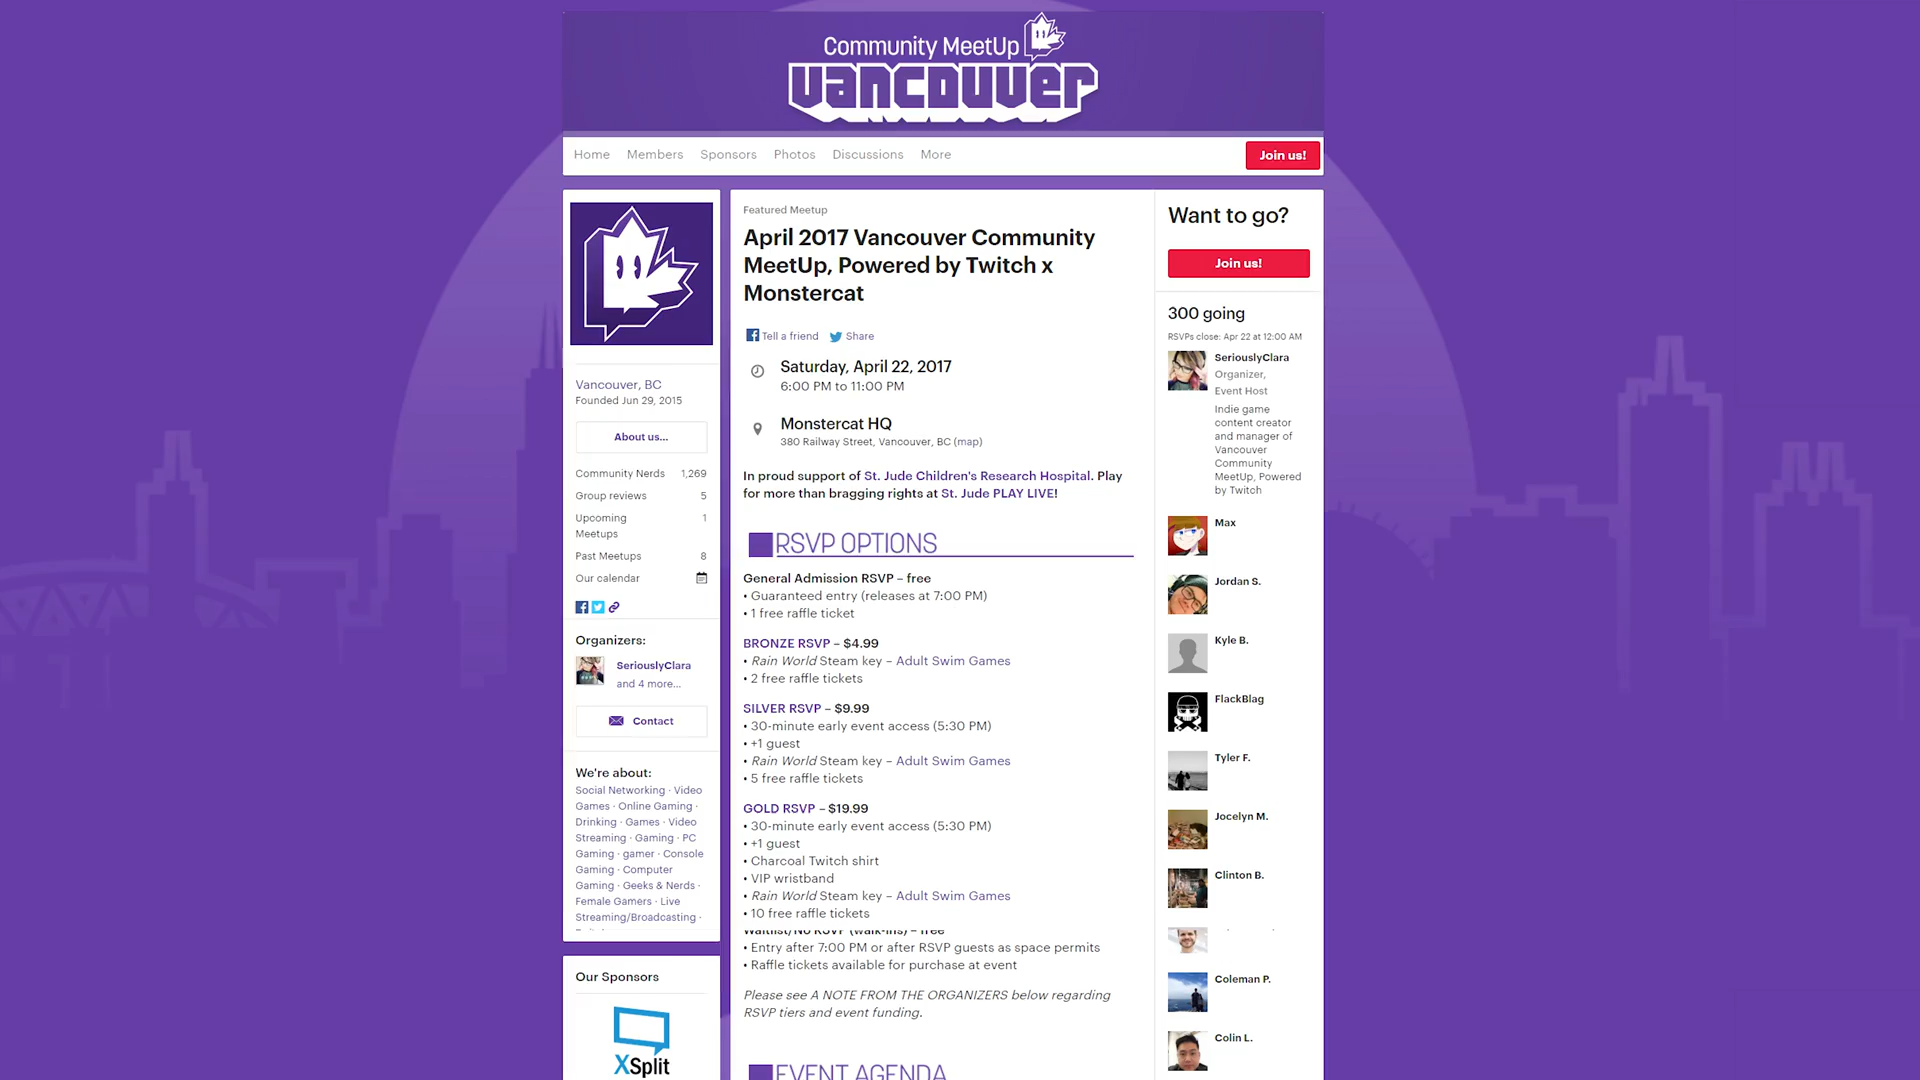 Community MeetUp
Vancouver
Home Members Sponsors Photos Discussions More
Join us!
Vancouver, BC
Founded Jun 29, 2015
About us...
Community Nerds 1,269
Group reviews 5
Upcoming Meetups 1
Past Meetups 8
Our calendar
Organizers:
SeriouslyClara
and 4 more...
Contact
We're about:
Social Networking · Video
Games · Online Gaming ·
Drinking · Games · Video
Streaming · Gaming · PC
Gaming · gamer · Console
Gaming · Computer
Gaming · Geeks & Nerds ·
Female Gamers · Live
Streaming/Broadcasting ·
Our Sponsors
XSplit
Featured Meetup
April 2017 Vancouver Community
MeetUp, Powered by Twitch x
Monstercat
Tell a friend Share
Saturday, April 22, 2017
6:00 PM to 11:00 PM
Monstercat HQ
380 Railway Street, Vancouver, BC (map)
In proud support of St. Jude Children's Research Hospital. Play
for more than bragging rights at St. Jude PLAY LIVE!
RSVP OPTIONS
General Admission RSVP – free
• Guaranteed entry (releases at 7:00 PM)
• 1 free raffle ticket
BRONZE RSVP – $4.99
• Rain World Steam key – Adult Swim Games
• 2 free raffle tickets
SILVER RSVP – $9.99
• 30-minute early event access (5:30 PM)
• +1 guest
• Rain World Steam key – Adult Swim Games
• 5 free raffle tickets
GOLD RSVP – $19.99
• 30-minute early event access (5:30 PM)
• +1 guest
• Charcoal Twitch shirt
• VIP wristband
• Rain World Steam key – Adult Swim Games
• 10 free raffle tickets
Waitlist/No RSVP (walk-ins) – free
• Entry after 7:00 PM or after RSVP guests as space permits
• Raffle tickets available for purchase at event
Please see A NOTE FROM THE ORGANIZERS below regarding
RSVP tiers and event funding.
EVENT AGENDA
Want to go?
Join us!
300 going
RSVPs close: Apr 22 at 12:00 AM
SeriouslyClara
Organizer,
Event Host
Indie game
content creator
and manager of
Vancouver
Community
MeetUp, Powered
by Twitch
Max
Jordan S.
Kyle B.
FlackBlag
Tyler F.
Jocelyn M.
Clinton B.
Coleman P.
Colin L.